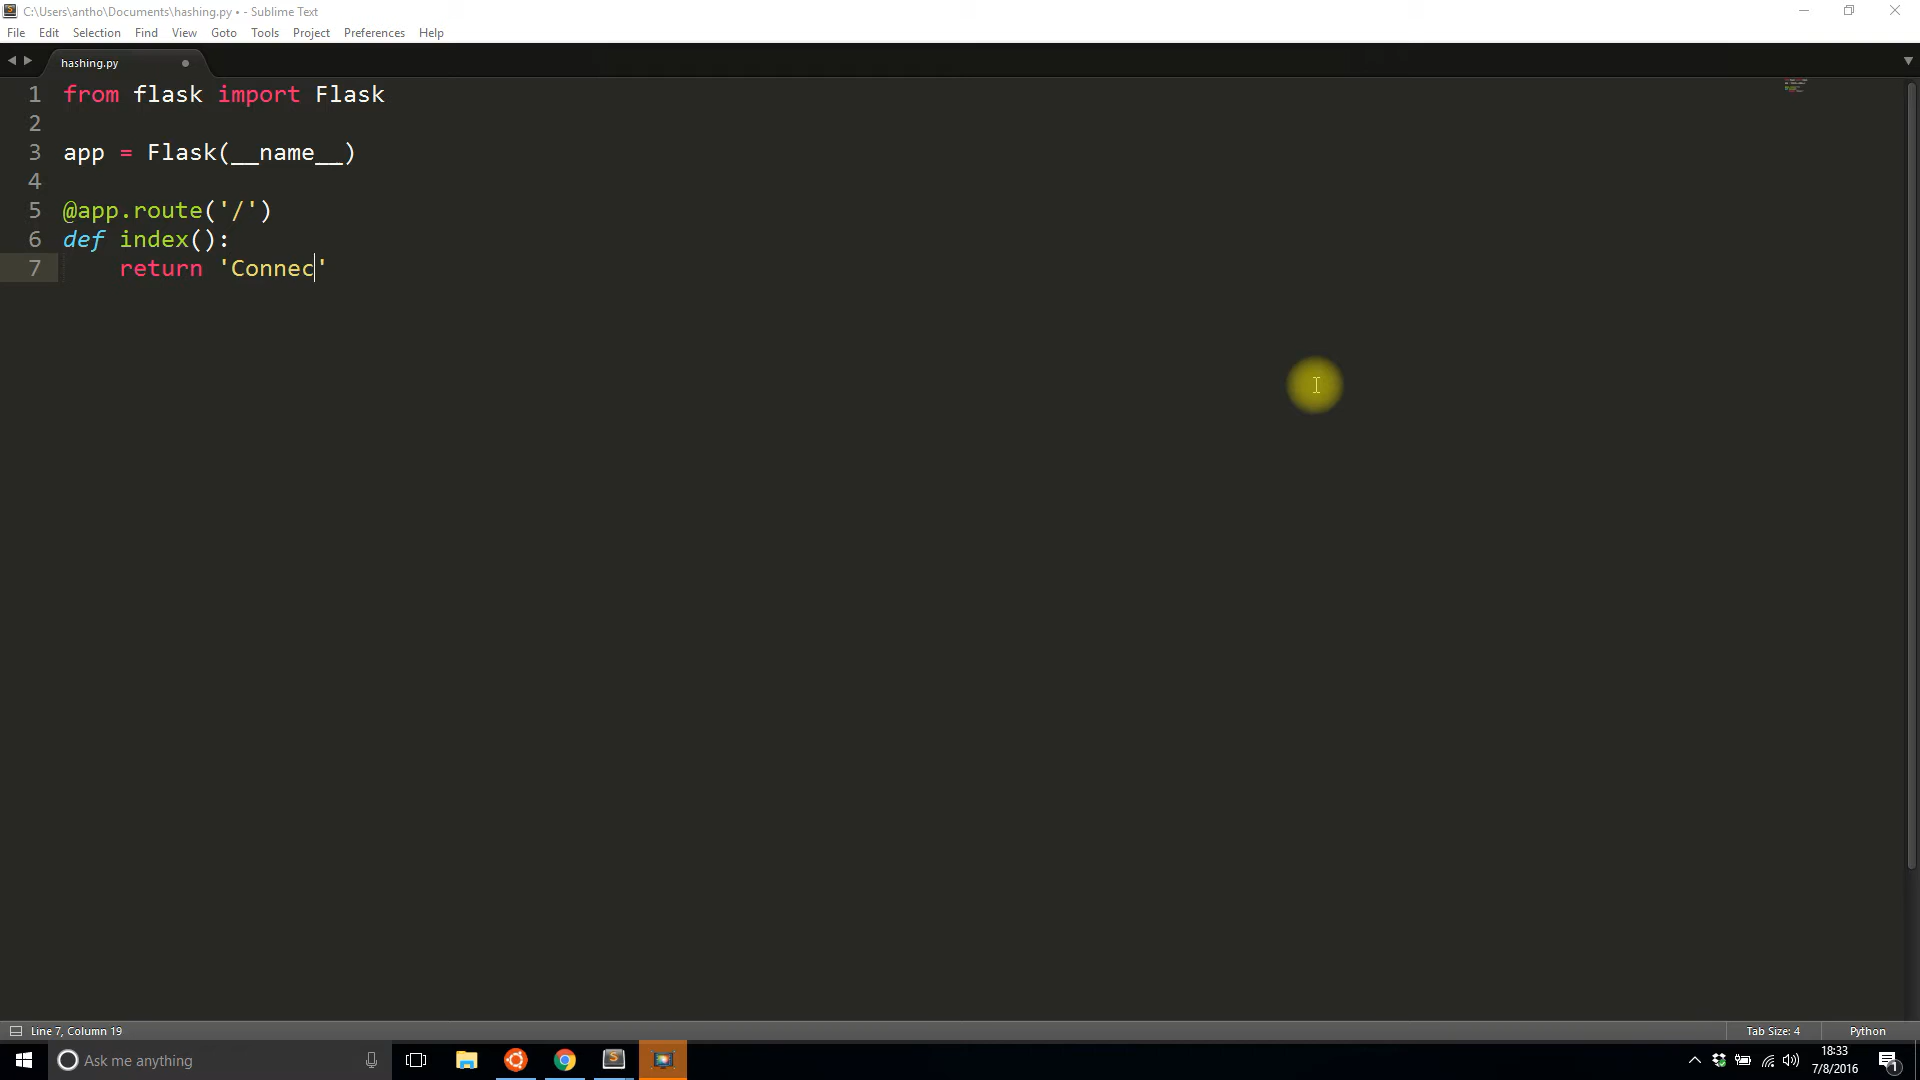 C:\Users\antho\Documents\hashing.py • - Sublime Text
File Edit Selection Find View Goto Tools Project Preferences Help
hashing.py
1 from flask import Flask
2
3 app = Flask(__name__)
4
5 @app.route('/')
6 def index():
7     return 'Connec'
Line 7, Column 19
Tab Size: 4
Python
Ask me anything
18:33
7/8/2016
1